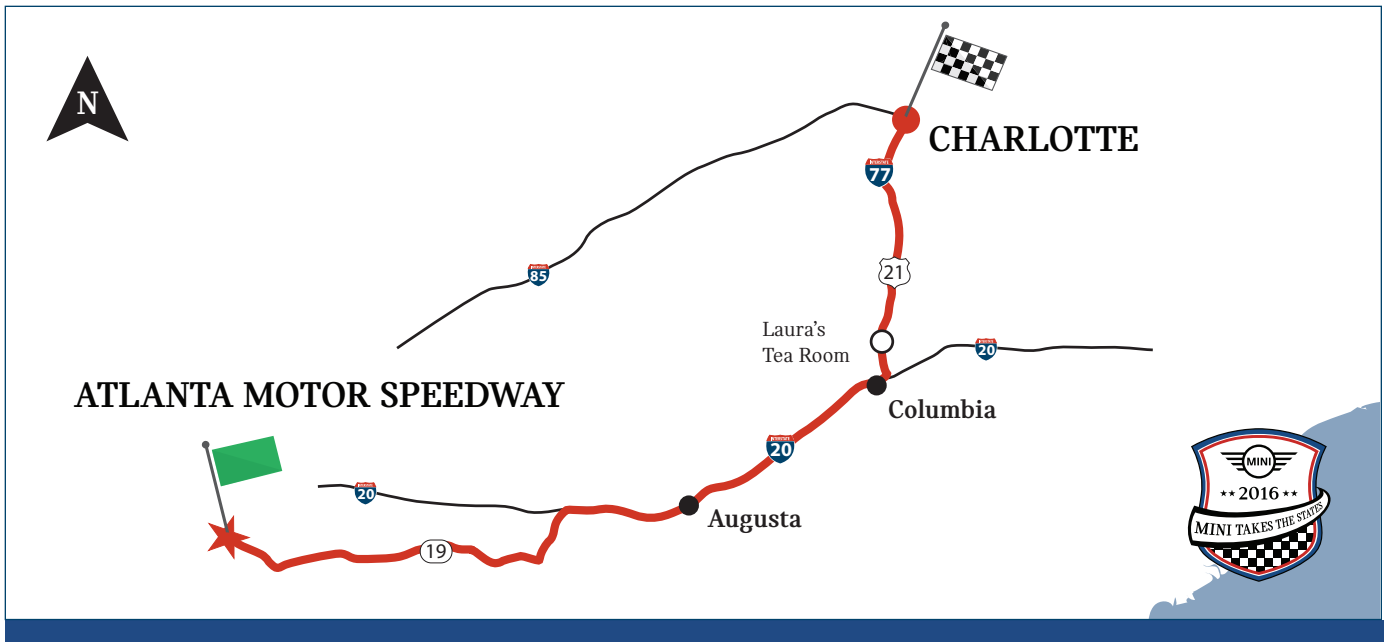 N
CHARLOTTE
77
85
21
Laura's
Tea Room
20
ATLANTA MOTOR SPEEDWAY
Columbia
20
20
Augusta
19
MINI
2016
MINI TAKES THE STATES